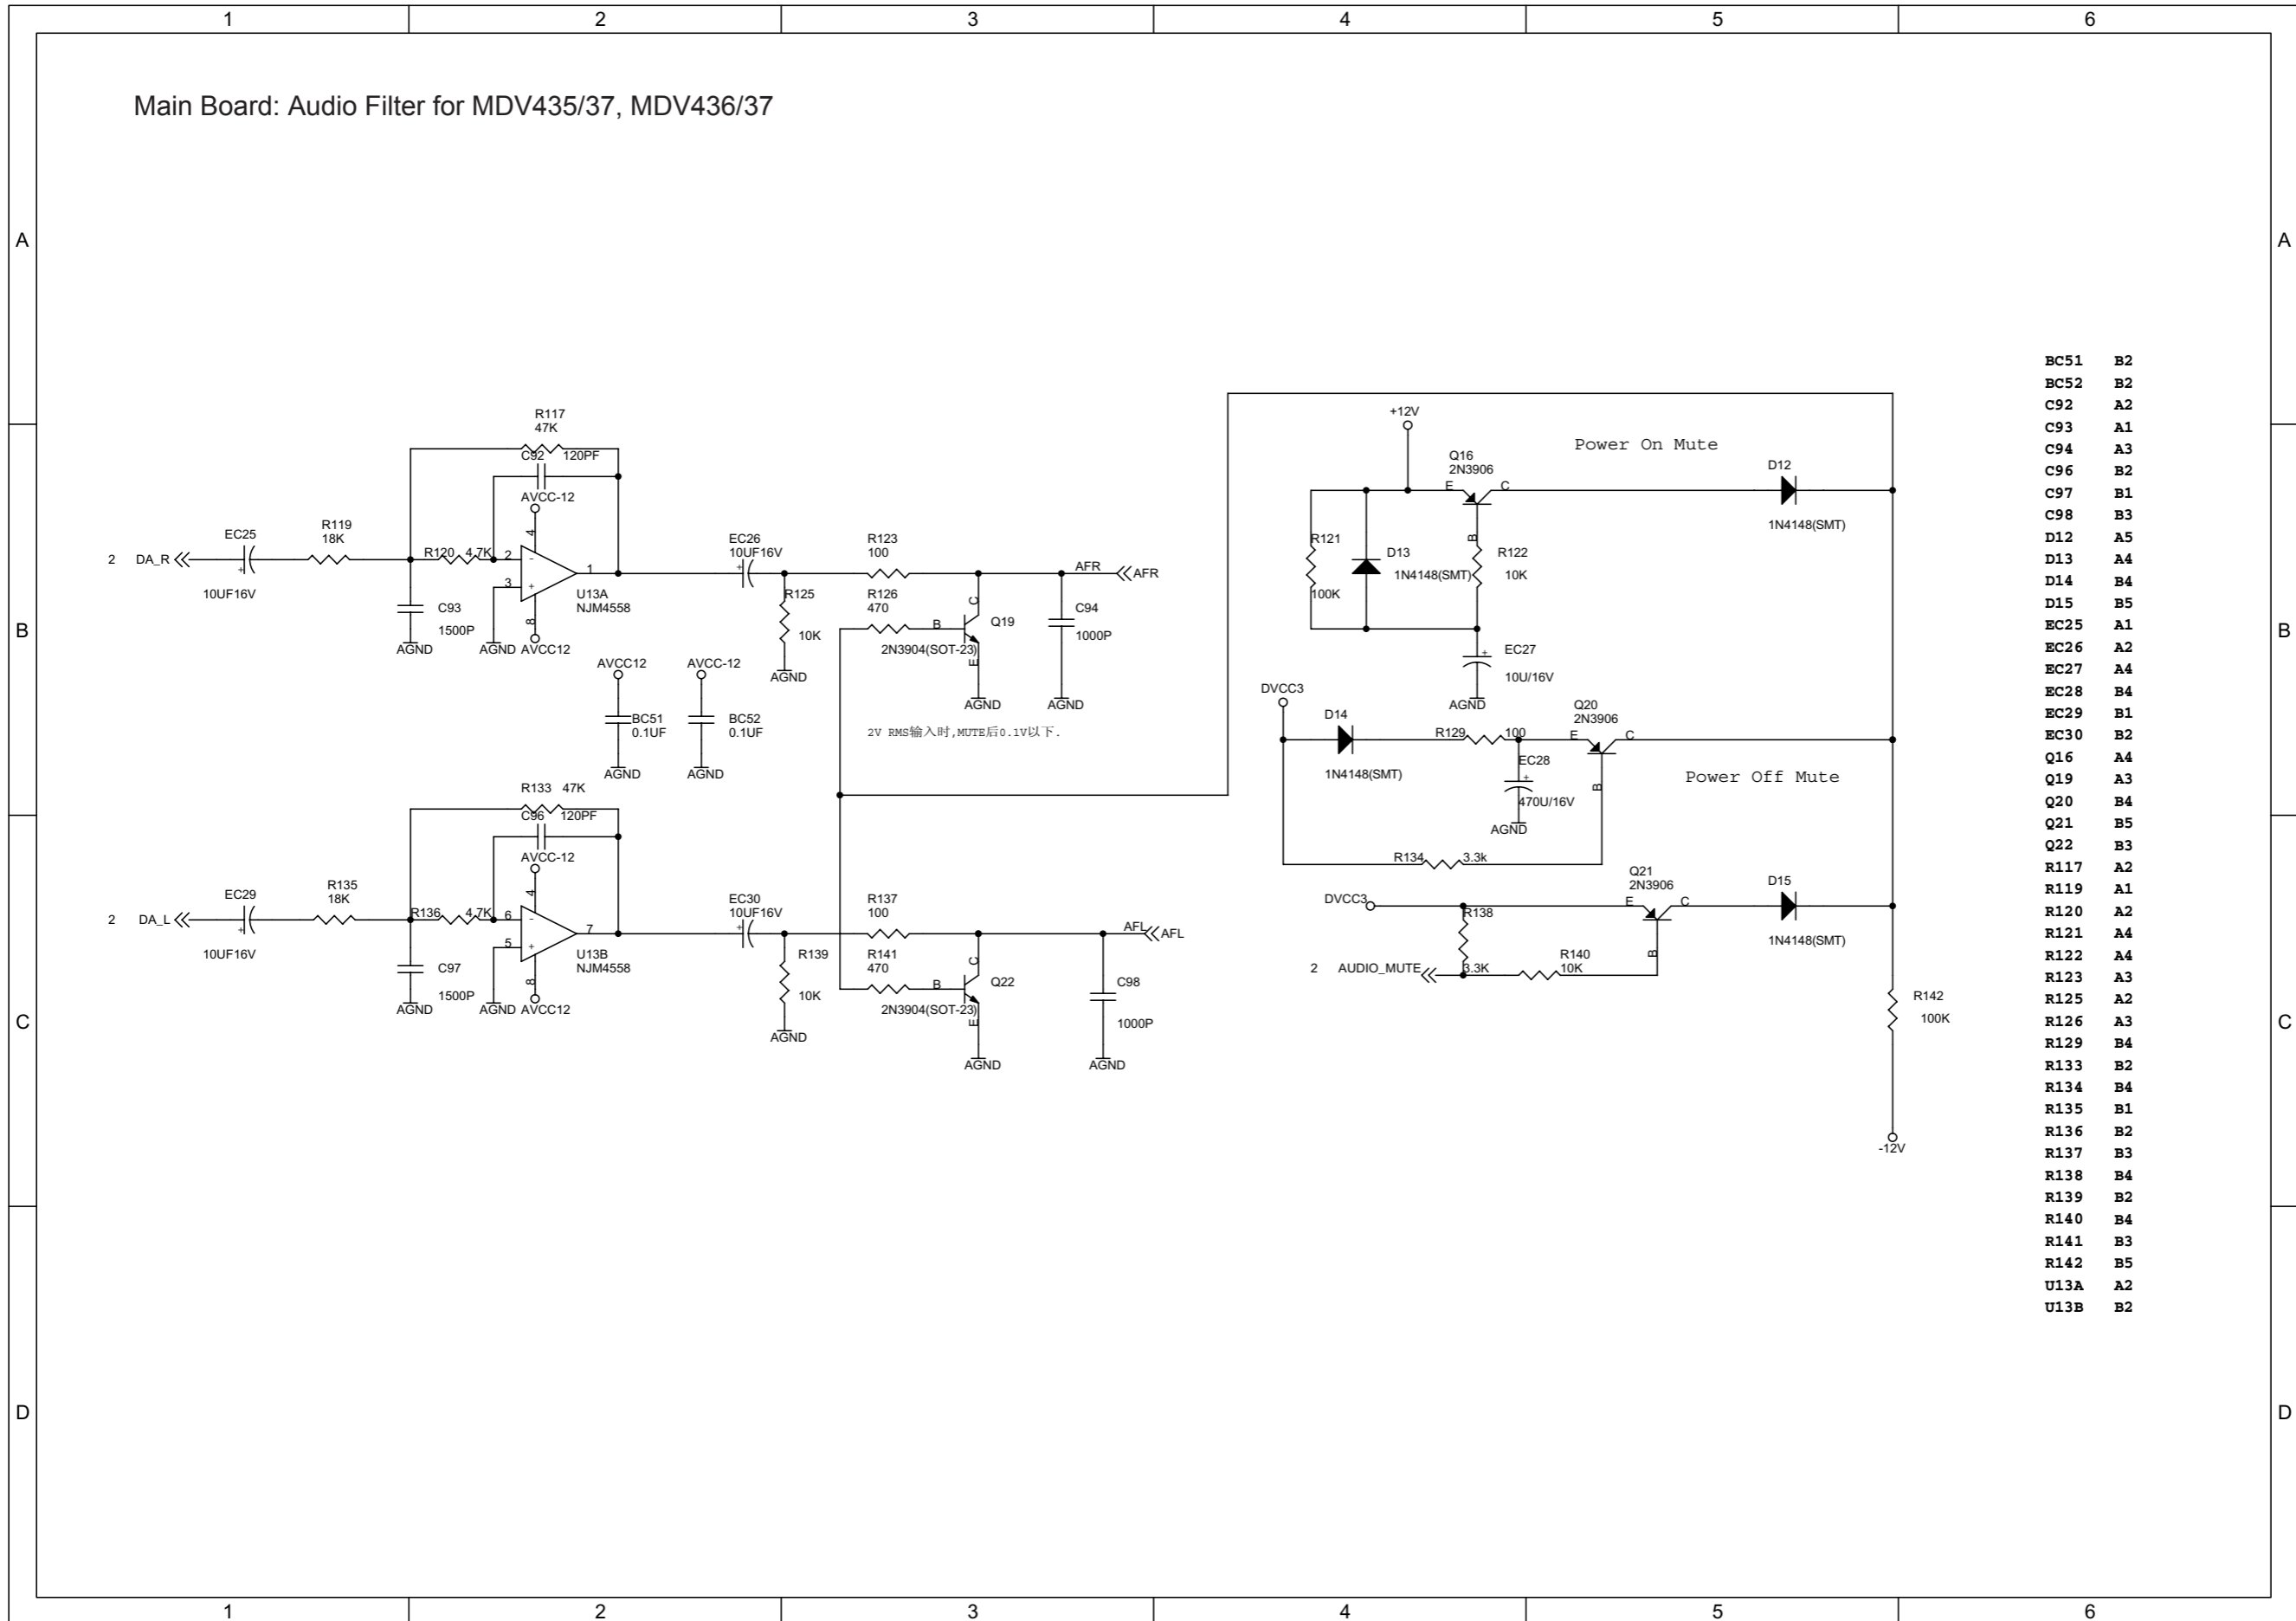 1 2 3 4 5 6
Main Board: Audio Filter for MDV435/37, MDV436/37
A A
B B
C C
D D
R117
47K
C92 120PF
AVCC-12
4
EC25
10UF16V
R119
18K
2 DA_R
R120 4.7K 2
-
3
+
1
U13A
NJM4558
8
AVCC12
C93
1500P
AGND
AGND
EC26
10UF16V
+
R123
100
R125
10K
AGND
R126
470
B
C
E
Q19
2N3904(SOT-23)
AGND
C94
1000P
AGND
AFR AFR
AVCC12
BC51
0.1UF
AGND
AVCC-12
BC52
0.1UF
AGND
2V RMS输入时,MUTE后0.1V以下.
R133 47K
C96 120PF
AVCC-12
4
EC29
10UF16V
R135
18K
2 DA_L
R136 4.7K 6
-
5
+
7
U13B
NJM4558
8
AVCC12
C97
1500P
AGND
AGND
EC30
10UF16V
+
R137
100
R139
10K
AGND
R141
470
B
C
E
Q22
2N3904(SOT-23)
AGND
C98
1000P
AGND
AFL AFL
+12V
Power On Mute
Q16
2N3906
E C
B
D12
1N4148(SMT)
R121
100K
D13
1N4148(SMT)
R122
10K
EC27
+
10U/16V
AGND
DVCC3
D14
1N4148(SMT)
R129 100
Q20
2N3906
E C
B
EC28
+
470U/16V
AGND
Power Off Mute
R134 3.3k
Q21
2N3906
E C
B
D15
1N4148(SMT)
DVCC3
R138
3.3K
2 AUDIO_MUTE
R140
10K
R142
100K
-12V
BC51 B2
BC52 B2
C92 A2
C93 A1
C94 A3
C96 B2
C97 B1
C98 B3
D12 A5
D13 A4
D14 B4
D15 B5
EC25 A1
EC26 A2
EC27 A4
EC28 B4
EC29 B1
EC30 B2
Q16 A4
Q19 A3
Q20 B4
Q21 B5
Q22 B3
R117 A2
R119 A1
R120 A2
R121 A4
R122 A4
R123 A3
R125 A2
R126 A3
R129 B4
R133 B2
R134 B4
R135 B1
R136 B2
R137 B3
R138 B4
R139 B2
R140 B4
R141 B3
R142 B5
U13A A2
U13B B2
1 2 3 4 5 6